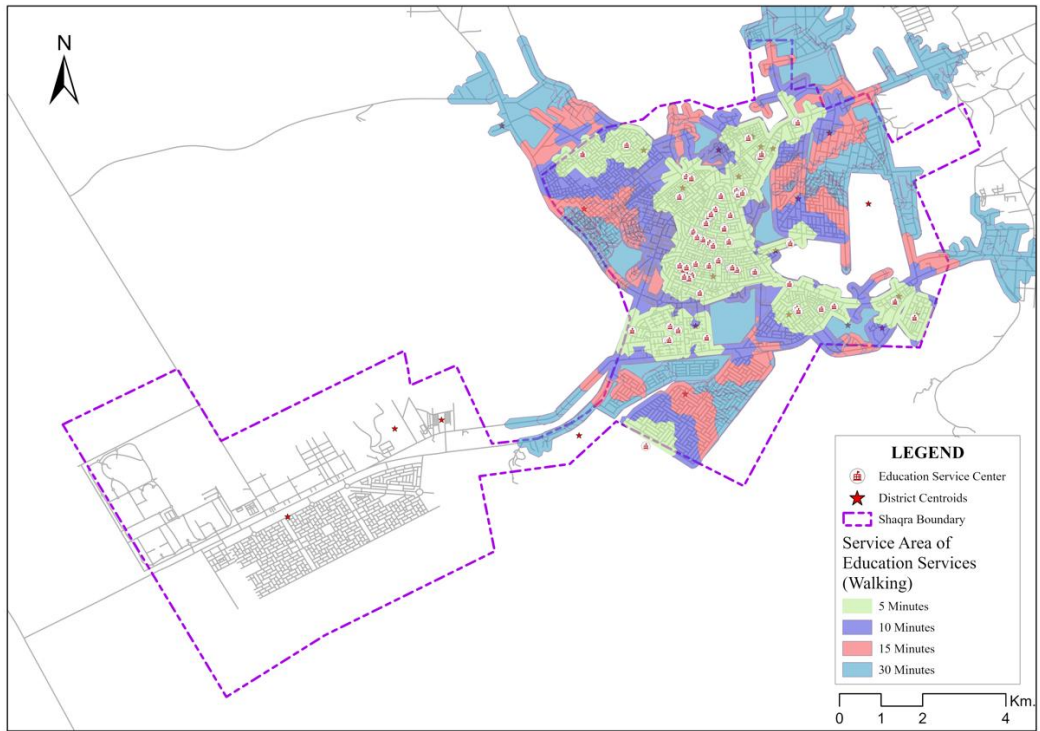 N
LEGEND
Education Service Center
District Centroids
Shaqra Boundary
Service Area of
Education Services
(Walking)
5 Minutes
10 Minutes
15 Minutes
30 Minutes
Km.
0 1 2 4